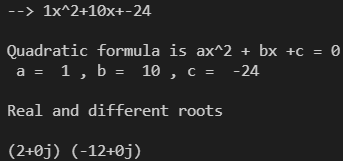 --> 1x^2+10x+-24
Quadratic formula is ax^2 + bx +c = 0
a =  1 , b =  10 , c =  -24
Real and different roots
(2+0j) (-12+0j)